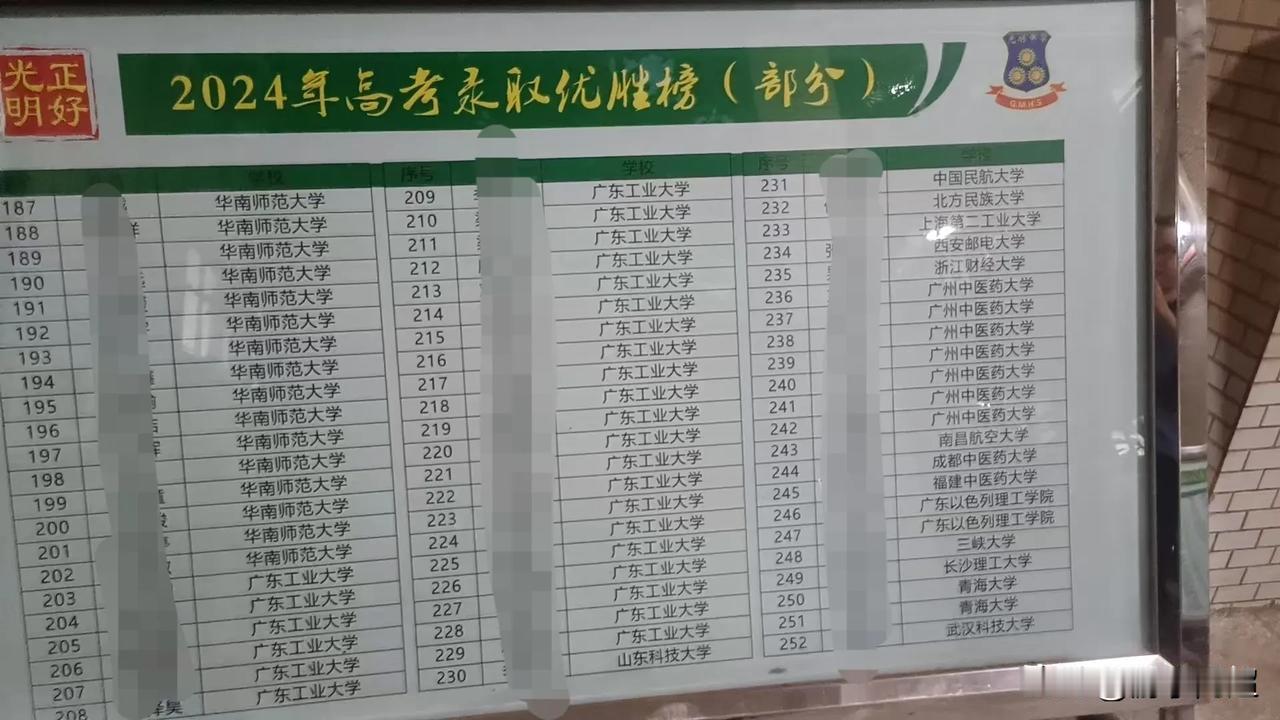 光正
明好
2024年高考录取优胜榜（部分）
光明中学
G.M.H.S
学校
187 华南师范大学
188 华南师范大学
189 华南师范大学
190 华南师范大学
191 华南师范大学
192 华南师范大学
193 华南师范大学
194 华南师范大学
195 华南师范大学
196 华南师范大学
197 华南师范大学
198 华南师范大学
199 华南师范大学
200 华南师范大学
201 华南师范大学
202 华南师范大学
203 广东工业大学
204 广东工业大学
205 广东工业大学
206 广东工业大学
207 广东工业大学
208 广东工业大学
序号 学校
209 广东工业大学
210 广东工业大学
211 广东工业大学
212 广东工业大学
213 广东工业大学
214 广东工业大学
215 广东工业大学
216 广东工业大学
217 广东工业大学
218 广东工业大学
219 广东工业大学
220 广东工业大学
221 广东工业大学
222 广东工业大学
223 广东工业大学
224 广东工业大学
225 广东工业大学
226 广东工业大学
227 广东工业大学
228 广东工业大学
229 广东工业大学
230 山东科技大学
序号 学校
231 中国民航大学
232 北方民族大学
233 上海第二工业大学
234 西安邮电大学
235 浙江财经大学
236 广州中医药大学
237 广州中医药大学
238 广州中医药大学
239 广州中医药大学
240 广州中医药大学
241 广州中医药大学
242 广州中医药大学
243 南昌航空大学
244 成都中医药大学
245 福建中医药大学
246 广东以色列理工学院
247 广东以色列理工学院
248 三峡大学
249 长沙理工大学
250 青海大学
251 青海大学
252 武汉科技大学